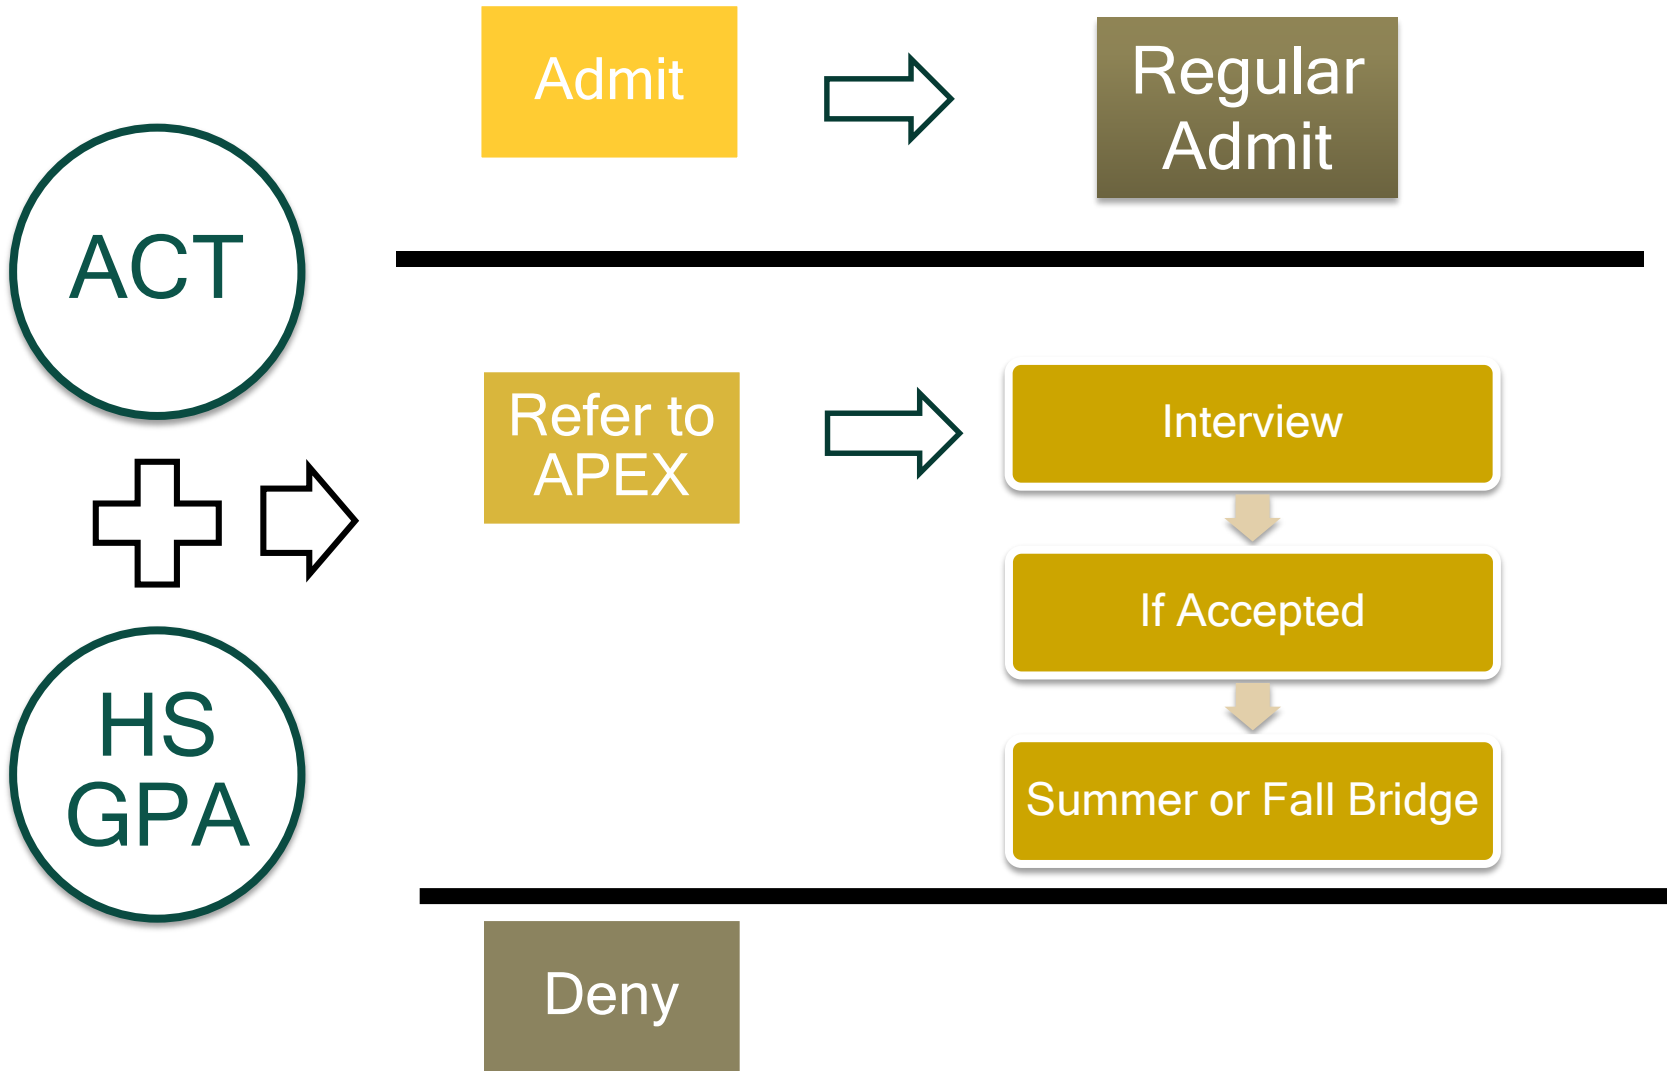 ACT
HS
GPA
Admit
Regular
Admit
Refer to
APEX
Interview
If Accepted
Summer or Fall Bridge
Deny